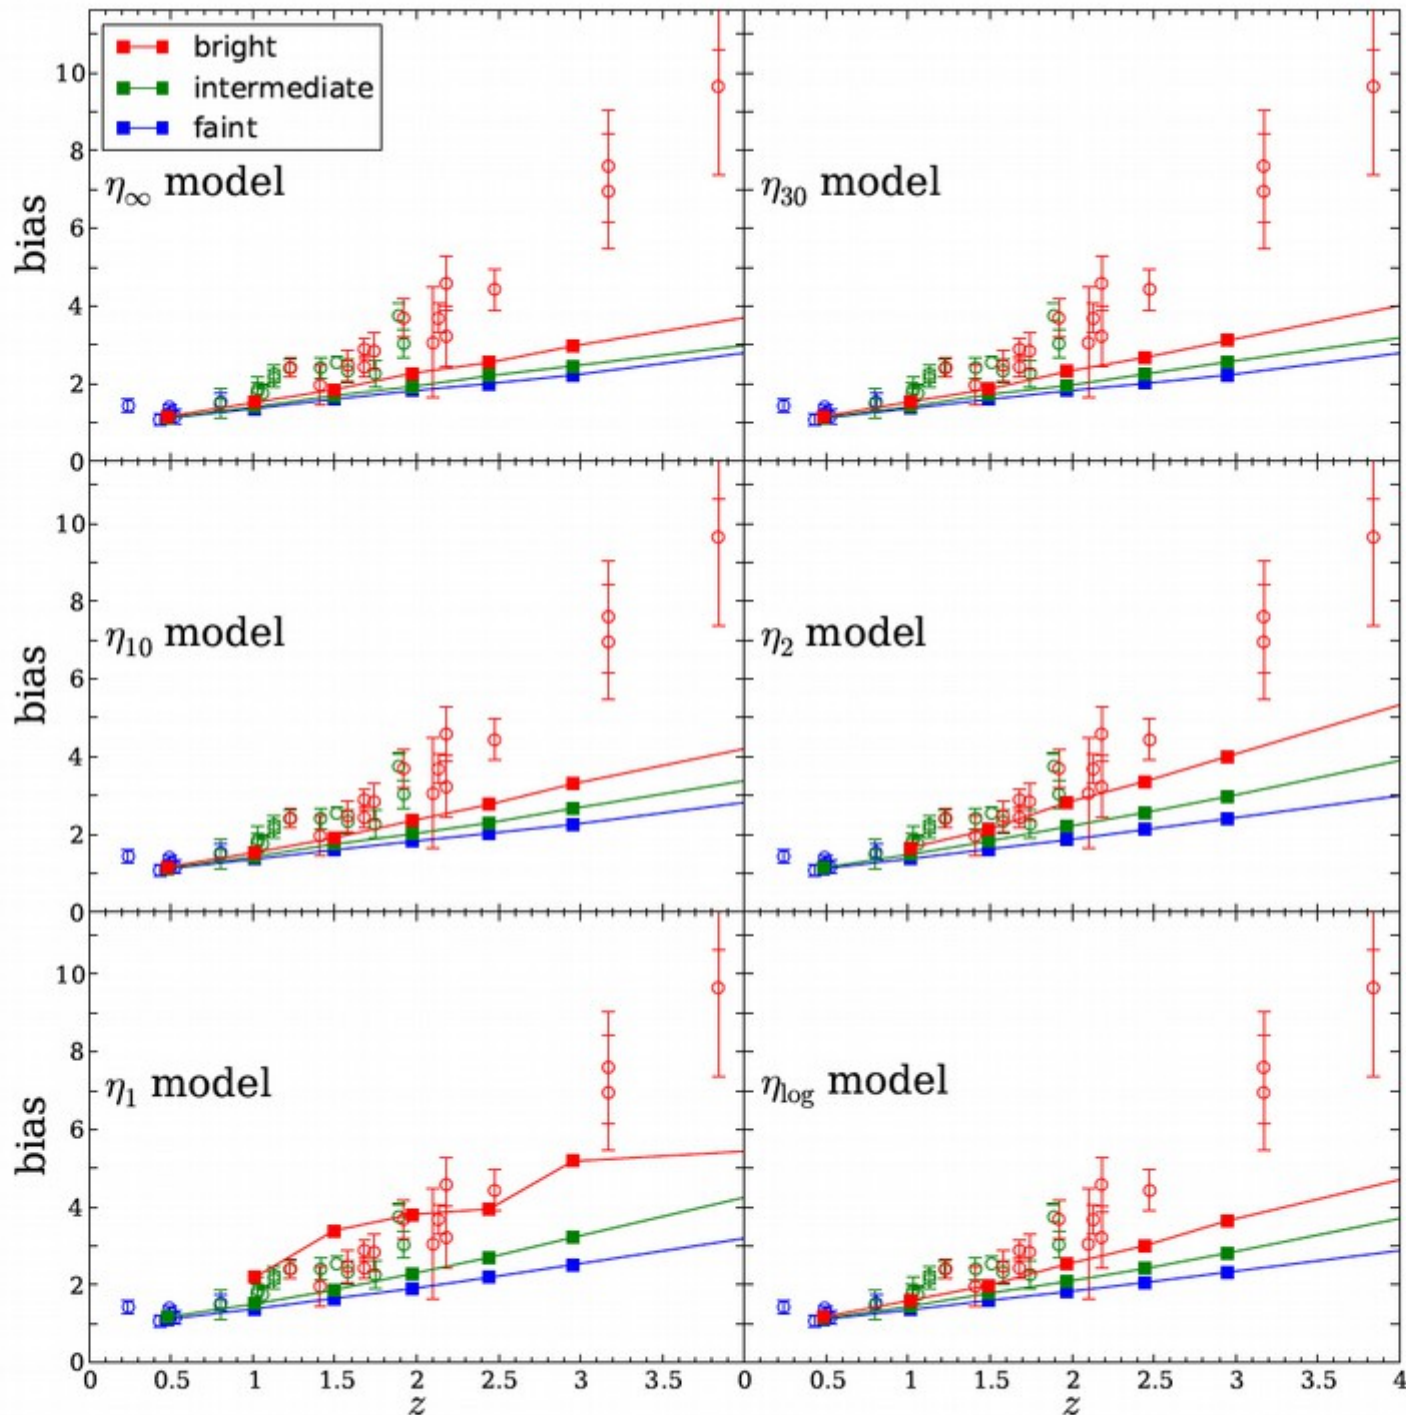 bright
intermediate
faint
10
8
6
4
2
0
bias
η∞ model
η30 model
10
8
6
4
2
0
bias
η10 model
η2 model
10
8
6
4
2
0
bias
η1 model
ηlog model
0 0.5 1 1.5 2 2.5 3 3.5 0 0.5 1 1.5 2 2.5 3 3.5 4
z z